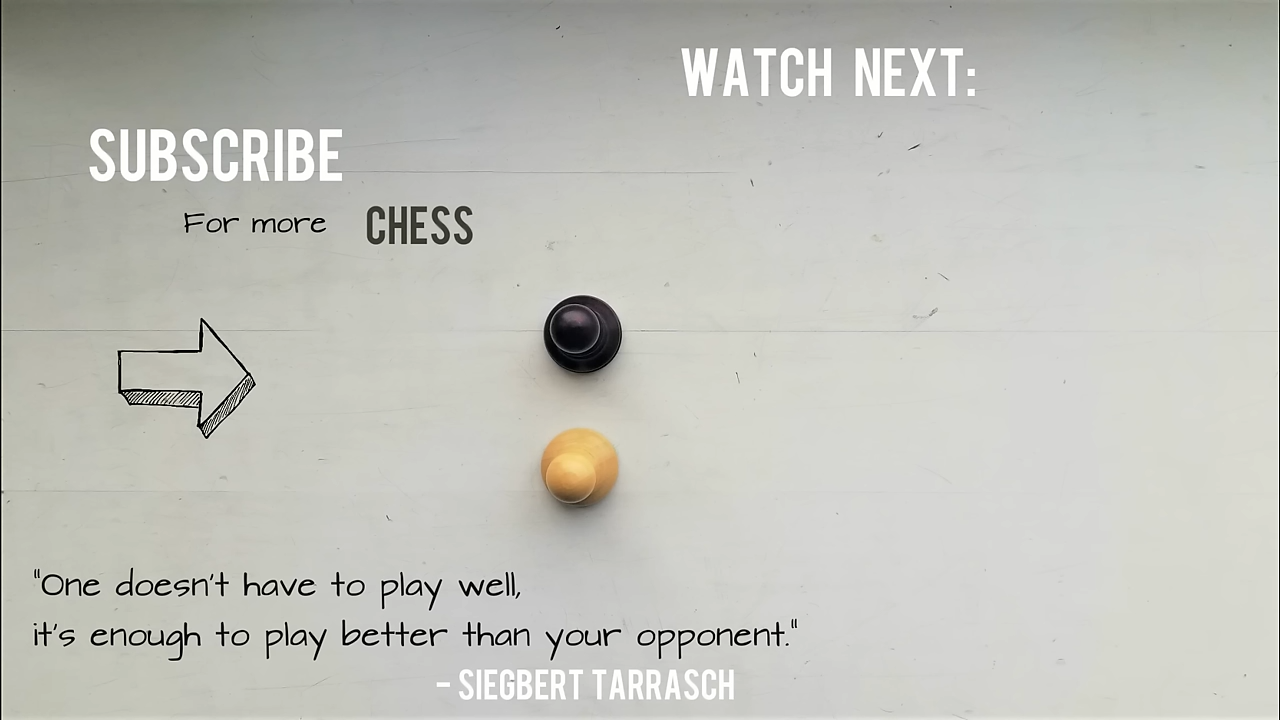 WATCH NEXT:
SUBSCRIBE
For more CHESS
"One doesn't have to play well,
it's enough to play better than your opponent."
- SIEGBERT TARRASCH